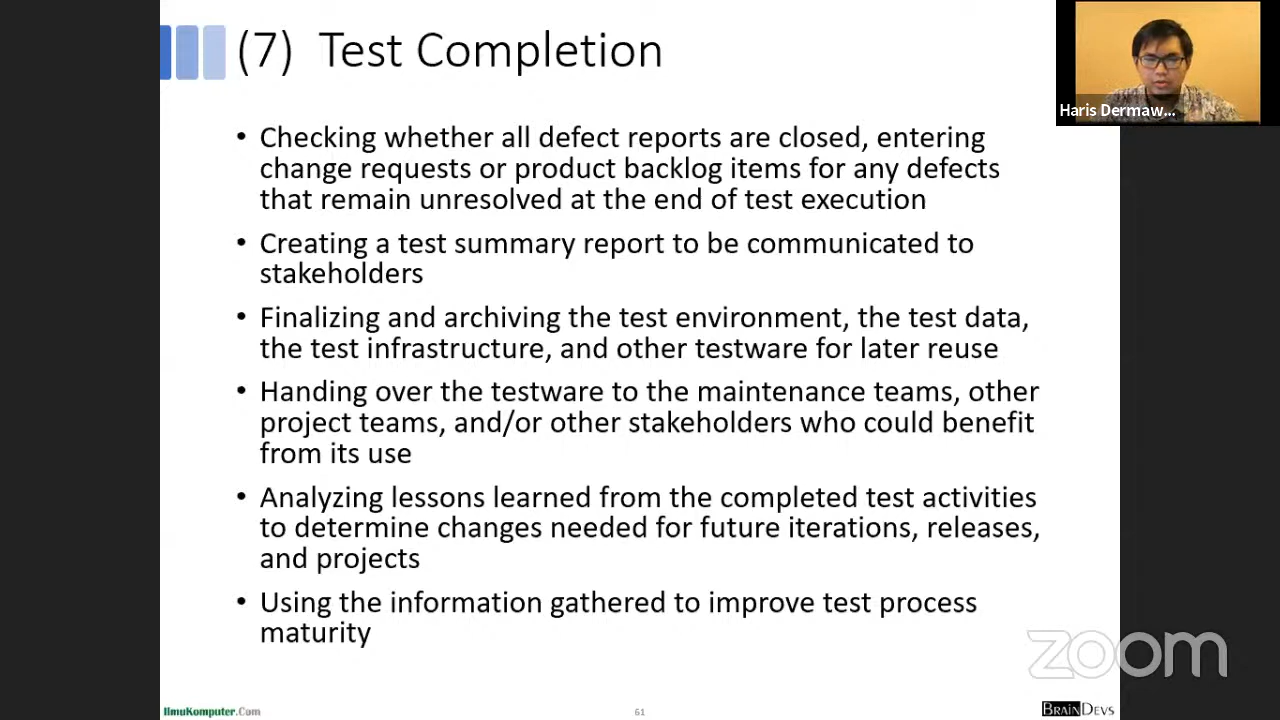 (7) Test Completion
Haris Dermaw...
• Checking whether all defect reports are closed, entering
change requests or product backlog items for any defects
that remain unresolved at the end of test execution
• Creating a test summary report to be communicated to
stakeholders
• Finalizing and archiving the test environment, the test data,
the test infrastructure, and other testware for later reuse
• Handing over the testware to the maintenance teams, other
project teams, and/or other stakeholders who could benefit
from its use
• Analyzing lessons learned from the completed test activities
to determine changes needed for future iterations, releases,
and projects
• Using the information gathered to improve test process
maturity
zoom
IlmuKomputer.Com
61
BRAINDEVS